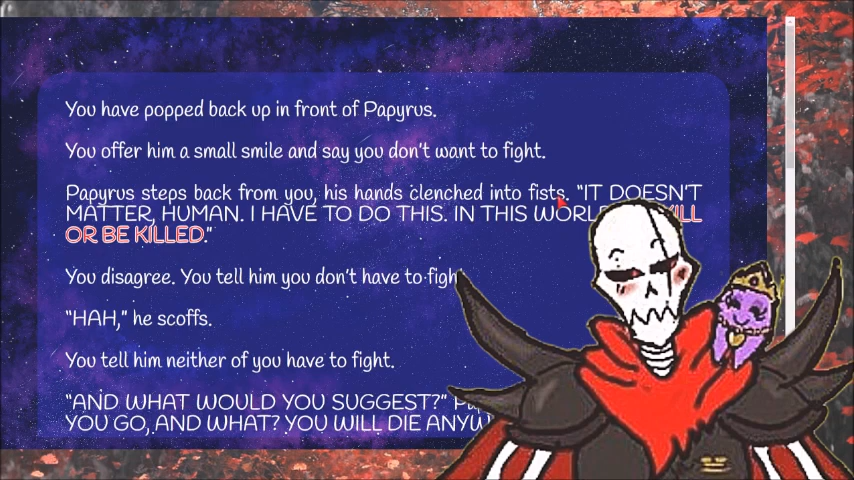 You have popped back up in front of Papyrus.
You offer him a small smile and say you don't want to fight.
Papyrus steps back from you, his hands clenched into fists. "IT DOESN'T
MATTER, HUMAN. I HAVE TO DO THIS. IN THIS
OR BE KILLED."
You disagree. You tell him you don't have to
"HAH," he scoffs.
You tell him neither of you have to fight.
"AND WHAT WOULD YOU SUGGEST?"
YOU GO, AND WHAT? YOU WILL DIE